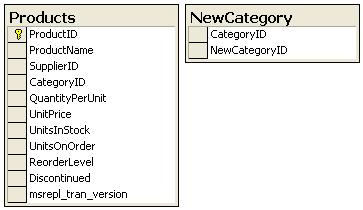 Products
ProductID
ProductName
SupplierID
CategoryID
QuantityPerUnit
UnitPrice
UnitsInStock
UnitsOnOrder
ReorderLevel
Discontinued
msrepl_tran_version
NewCategory
CategoryID
NewCategoryID